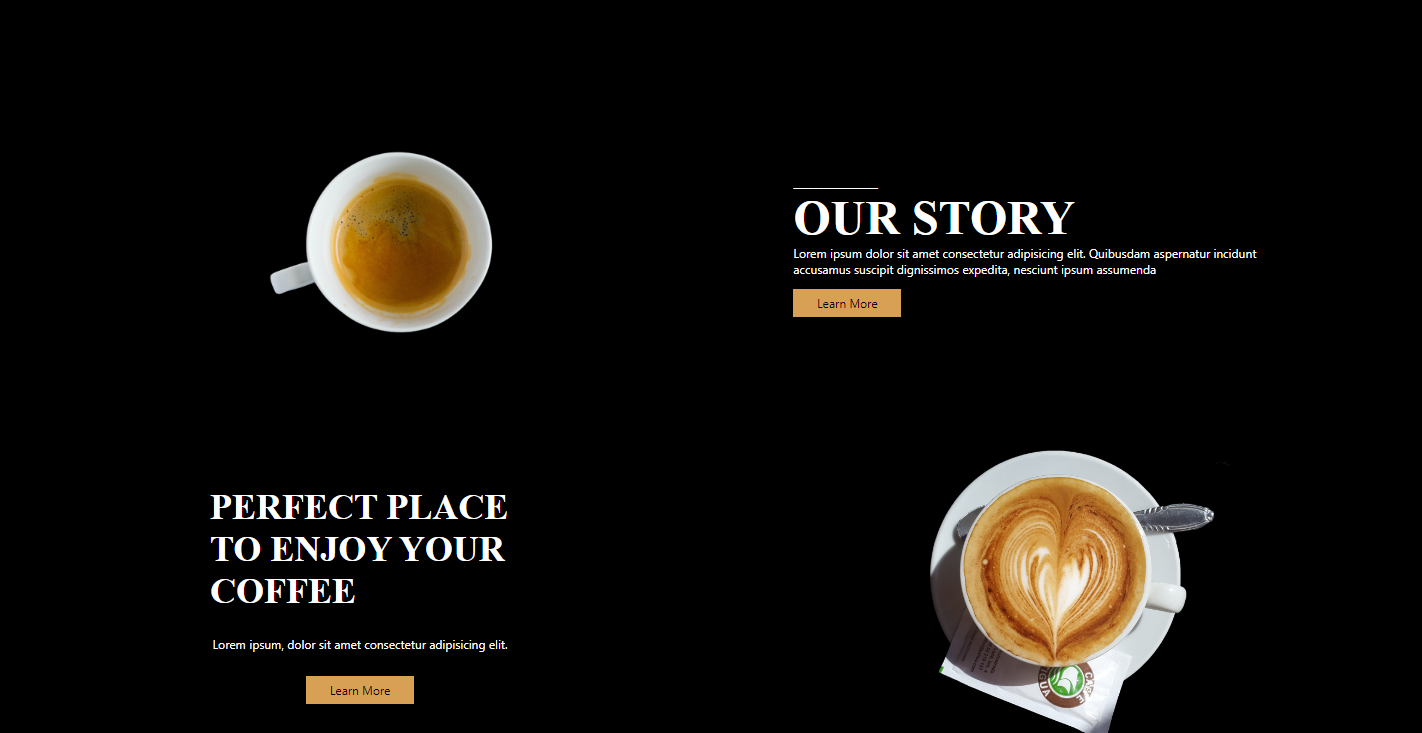 OUR STORY
Lorem ipsum dolor sit amet consectetur adipisicing elit. Quibusdam aspernatur incidunt
accusamus suscipit dignissimos expedita, nesciunt ipsum assumenda
Learn More
PERFECT PLACE
TO ENJOY YOUR
COFFEE
Lorem ipsum, dolor sit amet consectetur adipisicing elit.
Learn More